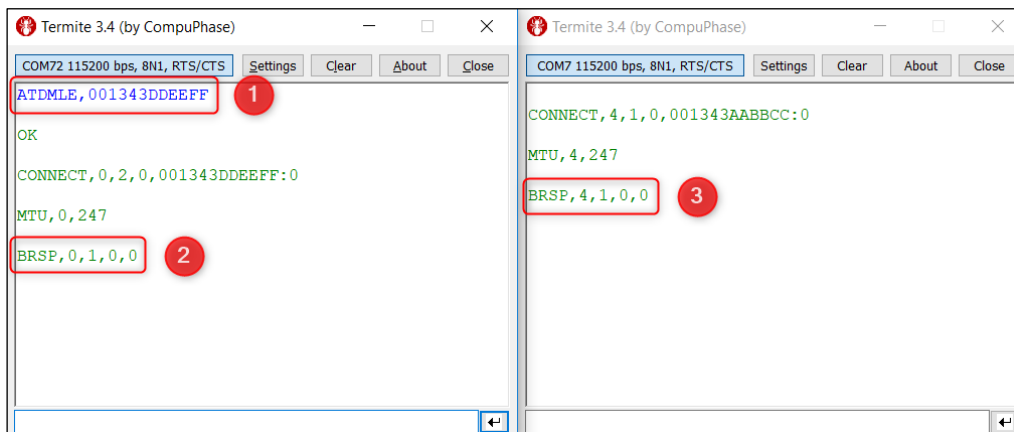 Termite 3.4 (by CompuPhase)
COM72 115200 bps, 8N1, RTS/CTS Settings Clear About Close
ATDMLE,001343DDEEFF 1
OK
CONNECT,0,2,0,001343DDEEFF:0
MTU,0,247
BRSP,0,1,0,0 2
Termite 3.4 (by CompuPhase)
COM7 115200 bps, 8N1, RTS/CTS Settings Clear About Close
CONNECT,4,1,0,001343AABBCC:0
MTU,4,247
BRSP,4,1,0,0 3